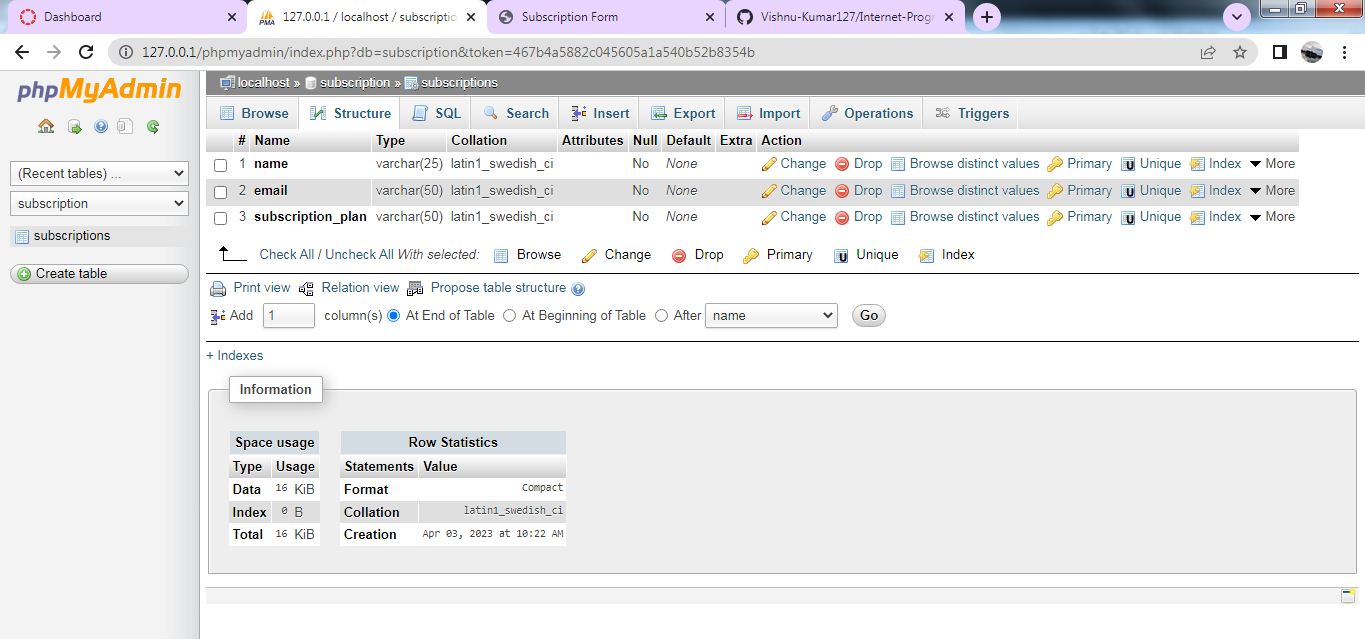 Dashboard
127.0.0.1 / localhost / subscriptio
Subscription Form
Vishnu-Kumar127/Internet-Progr
127.0.0.1/phpmyadmin/index.php?db=subscription&token=467b4a5882c045605a1a540b52b8354b
phpMyAdmin
localhost » subscription » subscriptions
Browse Structure SQL Search Insert Export Import Operations Triggers
(Recent tables) ...
subscription
subscriptions
Create table
# Name Type Collation Attributes Null Default Extra Action
1 name varchar(25) latin1_swedish_ci No None Change Drop Browse distinct values Primary Unique Index More
2 email varchar(50) latin1_swedish_ci No None Change Drop Browse distinct values Primary Unique Index More
3 subscription_plan varchar(50) latin1_swedish_ci No None Change Drop Browse distinct values Primary Unique Index More
Check All / Uncheck All With selected: Browse Change Drop Primary Unique Index
Print view Relation view Propose table structure
Add 1 column(s) At End of Table At Beginning of Table After name Go
+ Indexes
Information
Space usage
Type Usage
Data 16 KiB
Index 0 B
Total 16 KiB
Row Statistics
Statements Value
Format Compact
Collation latin1_swedish_ci
Creation Apr 03, 2023 at 10:22 AM